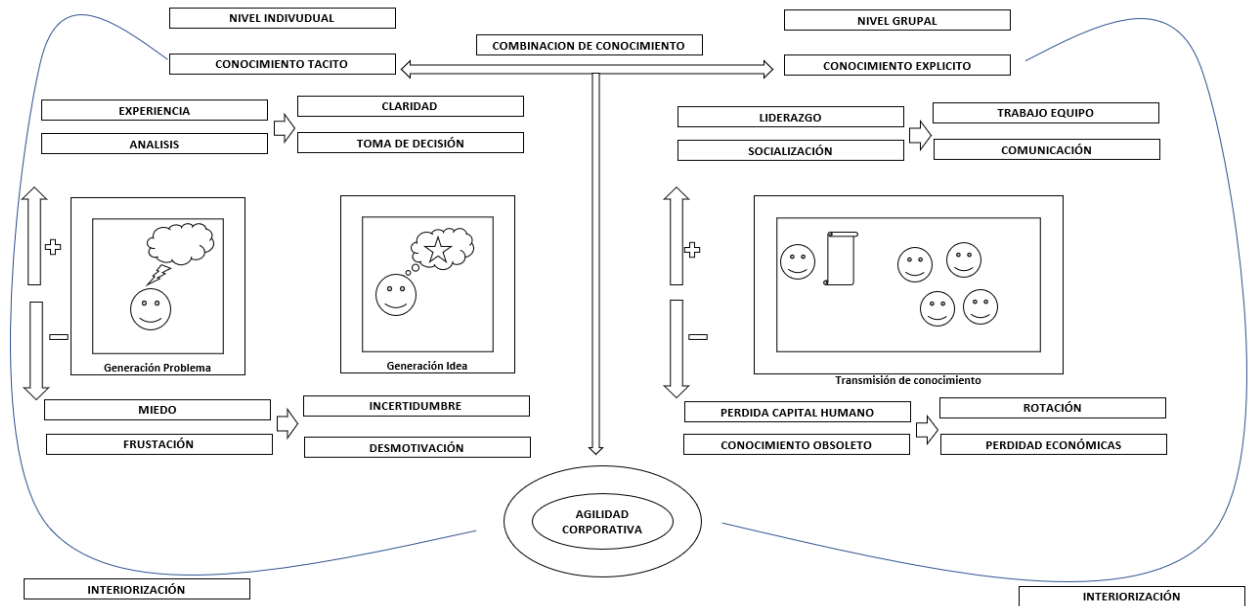 NIVEL INDIVUDUAL
NIVEL GRUPAL
COMBINACION DE CONOCIMIENTO
CONOCIMIENTO TACITO
CONOCIMIENTO EXPLICITO
EXPERIENCIA
CLARIDAD
ANALISIS
TOMA DE DECISIÓN
LIDERAZGO
TRABAJO EQUIPO
SOCIALIZACIÓN
COMUNICACIÓN
Generación Problema
Generación Idea
Transmisión de conocimiento
MIEDO
INCERTIDUMBRE
FRUSTACIÓN
DESMOTIVACIÓN
PERDIDA CAPITAL HUMANO
ROTACIÓN
CONOCIMIENTO OBSOLETO
PERDIDAD ECONÓMICAS
AGILIDAD
CORPORATIVA
INTERIORIZACIÓN
INTERIORIZACIÓN